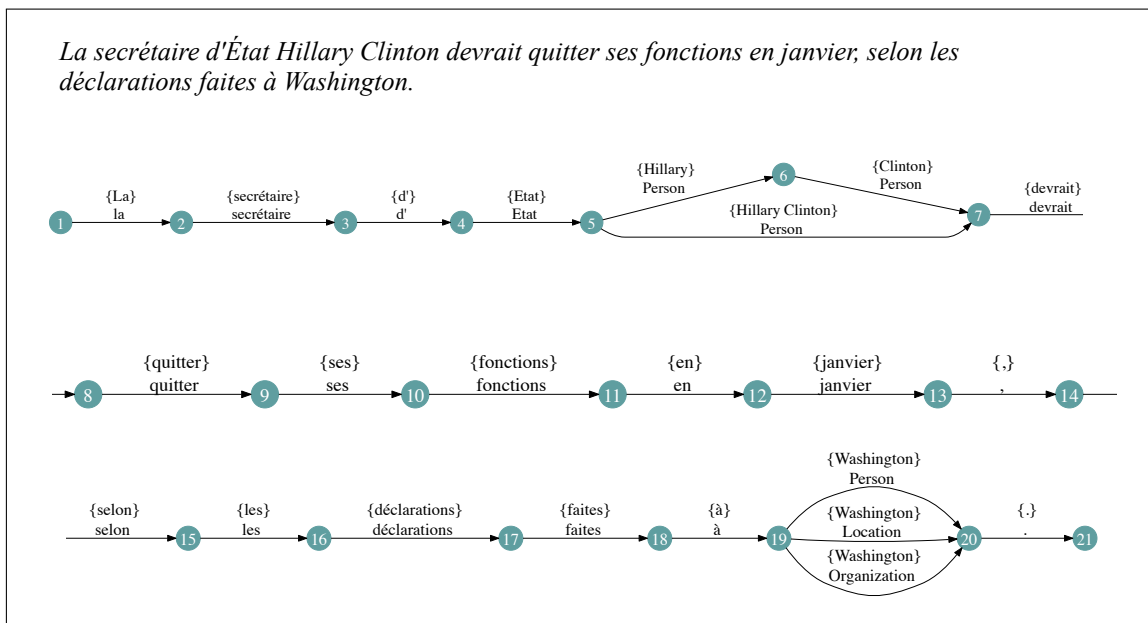 La secrétaire d'État Hillary Clinton devrait quitter ses fonctions en janvier, selon les
déclarations faites à Washington.
{Hillary} 6 {Clinton}
Person Person
{La} {secrétaire} {d'} {Etat} {Hillary Clinton} {devrait}
la secrétaire d' Etat Person devrait
1 2 3 4 5 7
{quitter} {ses} {fonctions} {en} {janvier} {,}
quitter ses fonctions en janvier ,
8 9 10 11 12 13 14
{Washington}
Person
{selon} {les} {déclarations} {faites} {à} {Washington} {.}
selon les déclarations faites à Location .
15 16 17 18 19 20 21
{Washington}
Organization